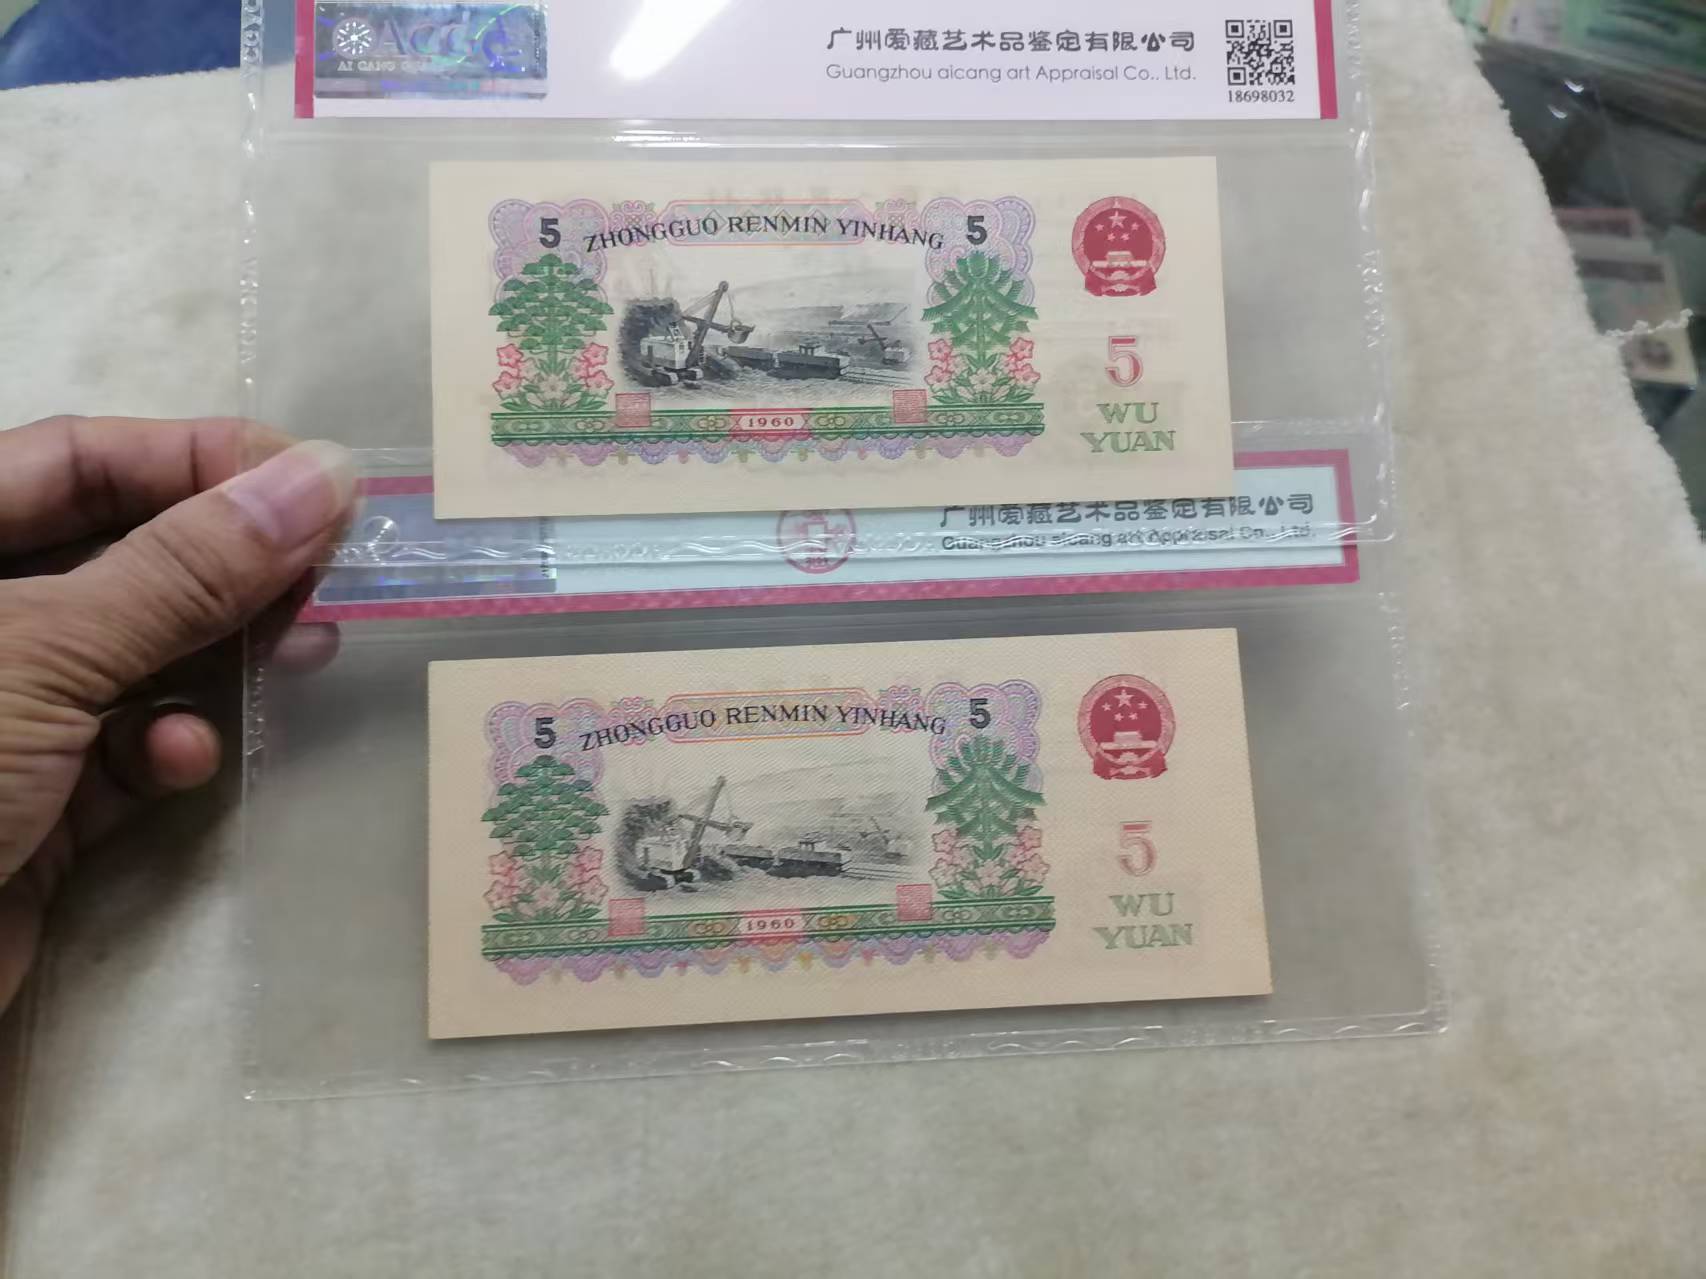 ACG
AI CANG
广州爱藏艺术品鉴定有限公司
Guangzhou aicang art Appraisal Co., Ltd.
18698032
5
ZHONGGUO RENMIN YINHANG
5
5
WU
YUAN
1960
广州爱藏艺术品鉴定有限公司
Guangzhou aicang art Appraisal Co., Ltd.
5
ZHONGGUO RENMIN YINHANG
5
5
WU
YUAN
1960